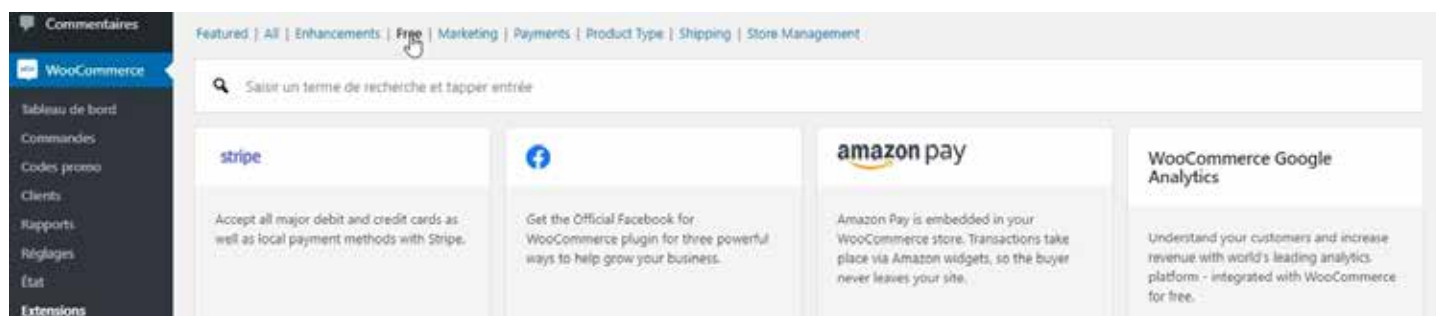 Commentaires
WooCommerce
Tableau de bord
Commandes
Codes promo
Clients
Rapports
Réglages
État
Extensions
Featured | All | Enhancements | Free | Marketing | Payments | Product Type | Shipping | Store Management
Saisir un terme de recherche et tapper entrée
stripe
Accept all major debit and credit cards as
well as local payment methods with Stripe.
Get the Official Facebook for
WooCommerce plugin for three powerful
ways to help grow your business.
amazon pay
Amazon Pay is embedded in your
WooCommerce store. Transactions take
place via Amazon widgets, so the buyer
never leaves your site.
WooCommerce Google
Analytics
Understand your customers and increase
revenue with world's leading analytics
platform - integrated with WooCommerce
for free.